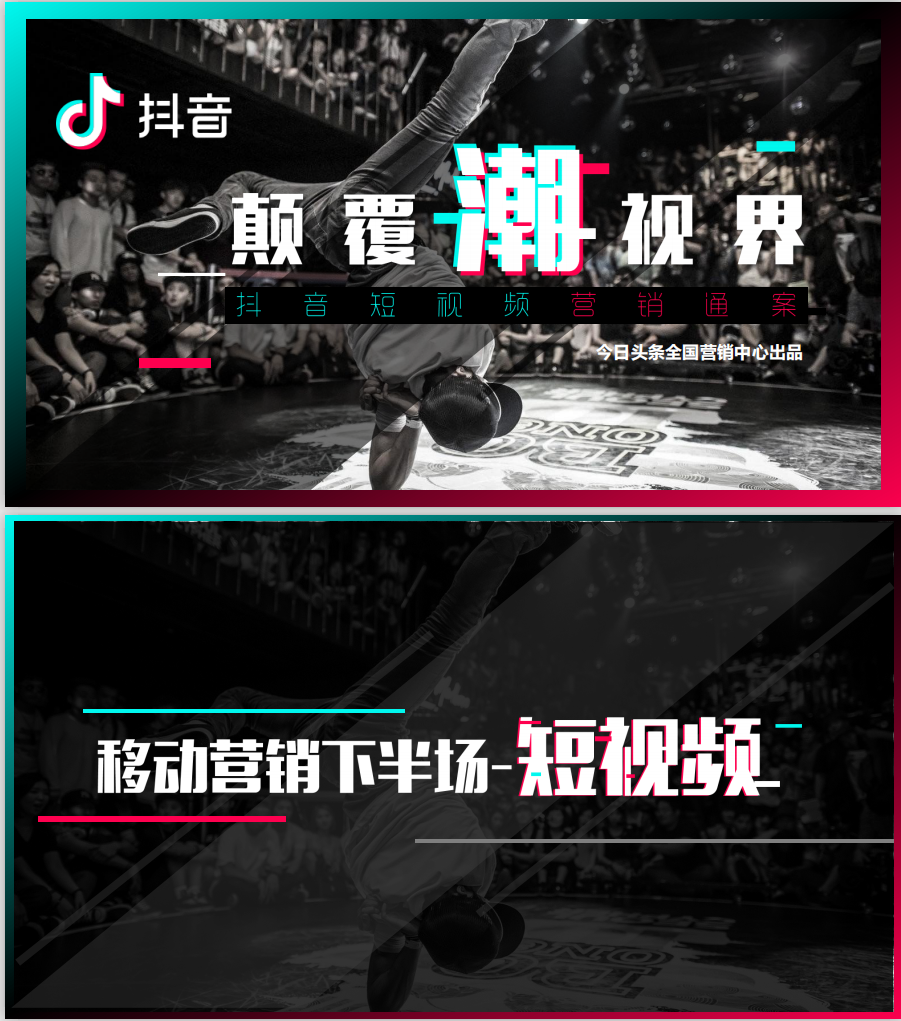 抖音
颠覆潮视界
抖音短视频营销通案
今日头条全国营销中心出品
移动营销下半场-短视频